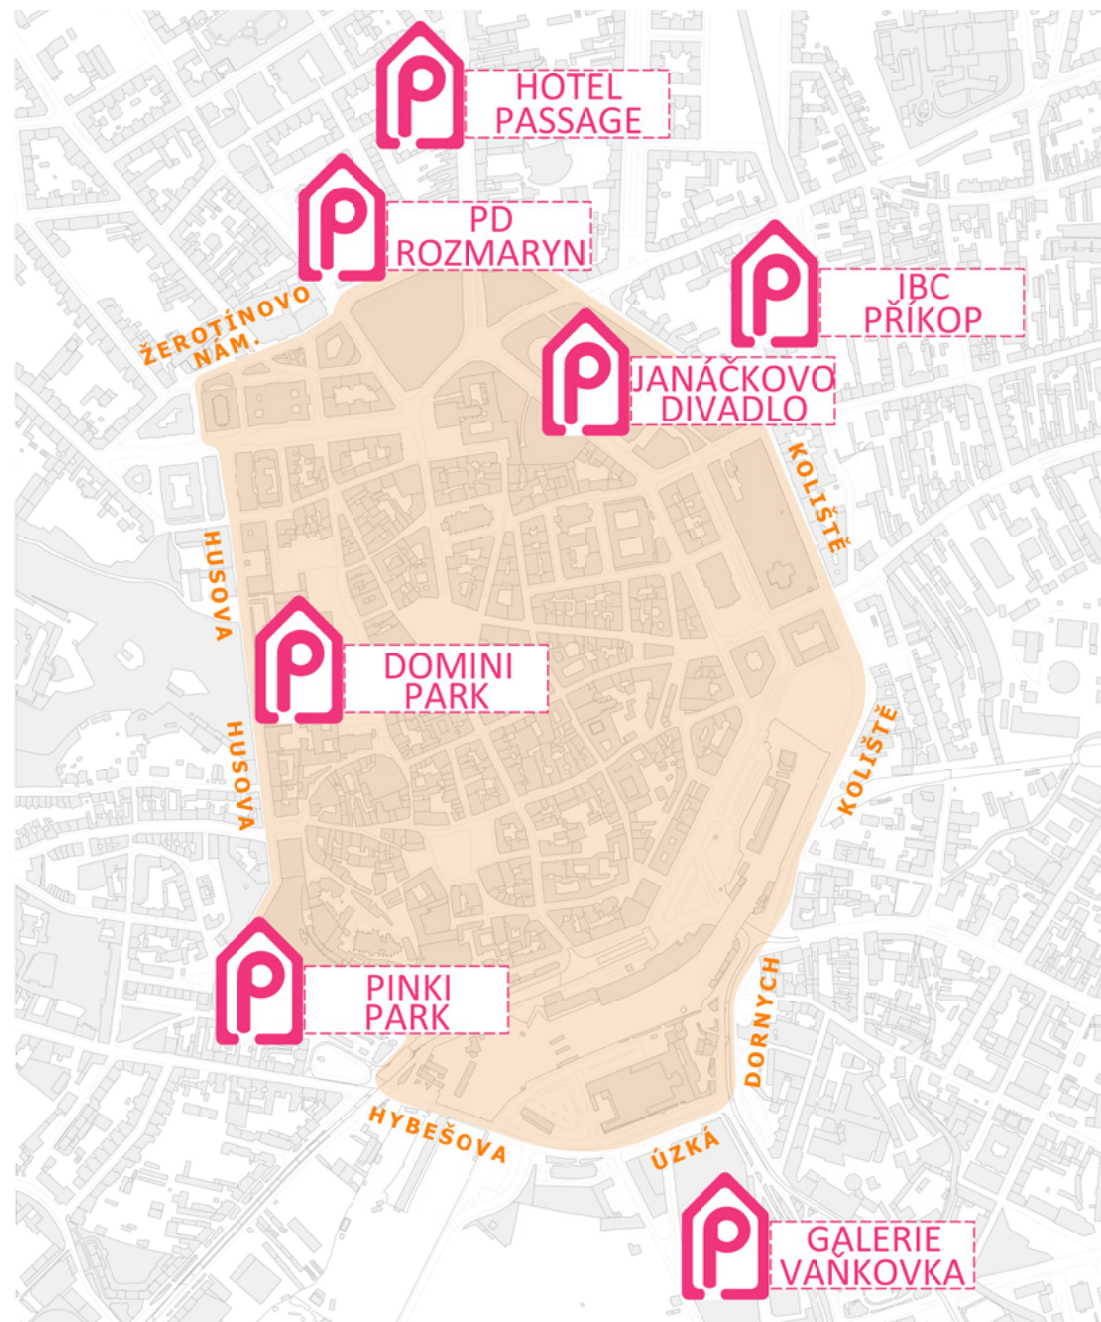 HOTEL
PASSAGE
PD
ROZMARYN
IBC
PŘÍKOP
ŽEROTÍNOVO
NÁM.
JANÁČKOVO
DIVADLO
KOLIŠTĚ
HUSOVA
DOMINI
PARK
HUSOVA
KOLIŠTĚ
PINKI
PARK
DORNYCH
HYBEŠOVA
ÚZKÁ
GALERIE
VAŇKOVKA